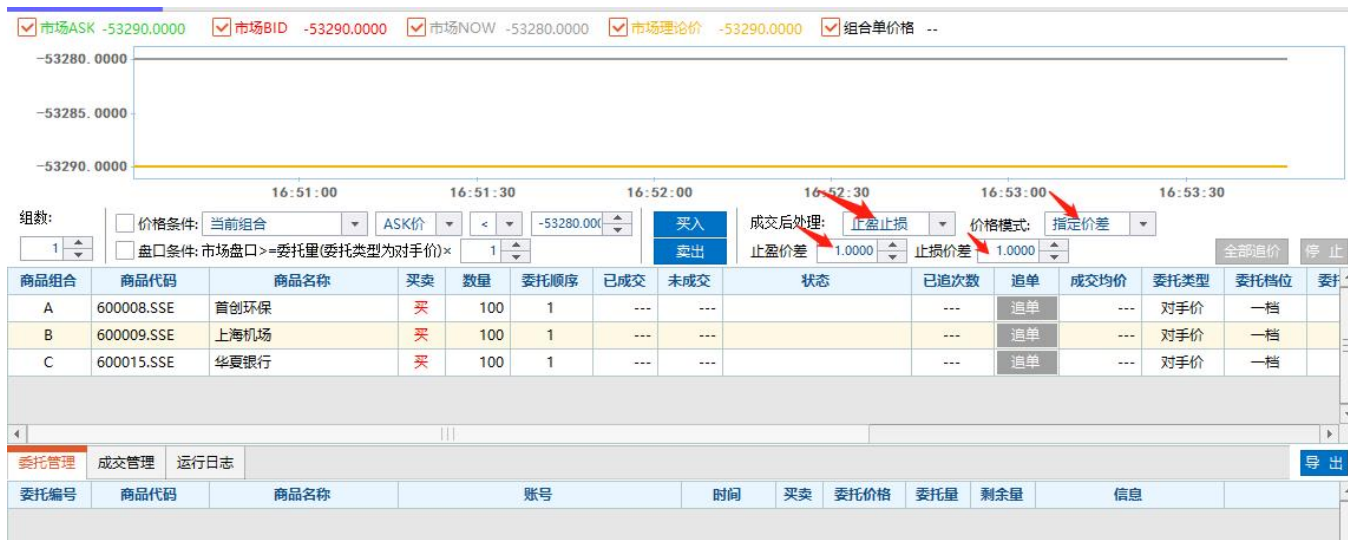 市场ASK -53290.0000 市场BID -53290.0000 市场NOW -53280.0000 市场理论价 -53290.0000 组合单价格 --
-53280.0000
-53285.0000
-53290.0000
16:51:00 16:51:30 16:52:00 16:52:30 16:53:00 16:53:30
组数: 价格条件: 当前组合 ASK价 < -53280.00( 买入 成交后处理: 止盈止损 价格模式: 指定价差
1 盘口条件: 市场盘口>=委托量(委托类型为对手价)× 1 卖出 止盈价差 1.0000 止损价差 1.0000 全部追价 停 止
商品组合 商品代码 商品名称 买卖 数量 委托顺序 已成交 未成交 状态 已追次数 追单 成交均价 委托类型 委托档位
A 600008.SSE 首创环保 买 100 1 --- --- --- 追单 --- 对手价 一档
B 600009.SSE 上海机场 买 100 1 --- --- --- 追单 --- 对手价 一档
C 600015.SSE 华夏银行 买 100 1 --- --- --- 追单 --- 对手价 一档
委托管理 成交管理 运行日志 导 出
委托编号 商品代码 商品名称 账号 时间 买卖 委托价格 委托量 剩余量 信息